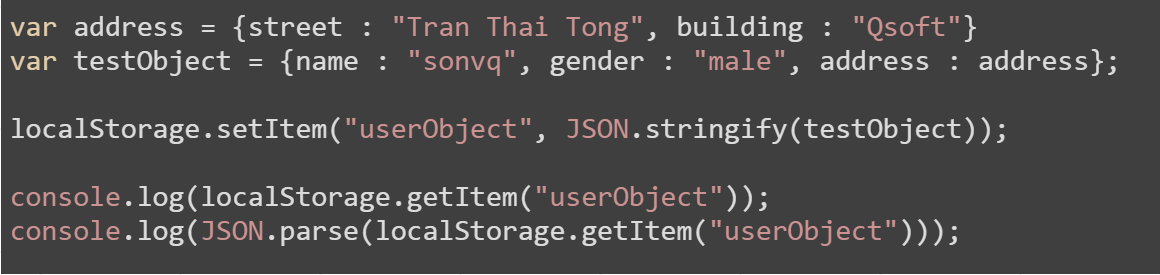 var address = {street : "Tran Thai Tong", building : "Qsoft"}
var testObject = {name : "sonvq", gender : "male", address : address};
localStorage.setItem("userObject", JSON.stringify(testObject));
console.log(localStorage.getItem("userObject"));
console.log(JSON.parse(localStorage.getItem("userObject")));